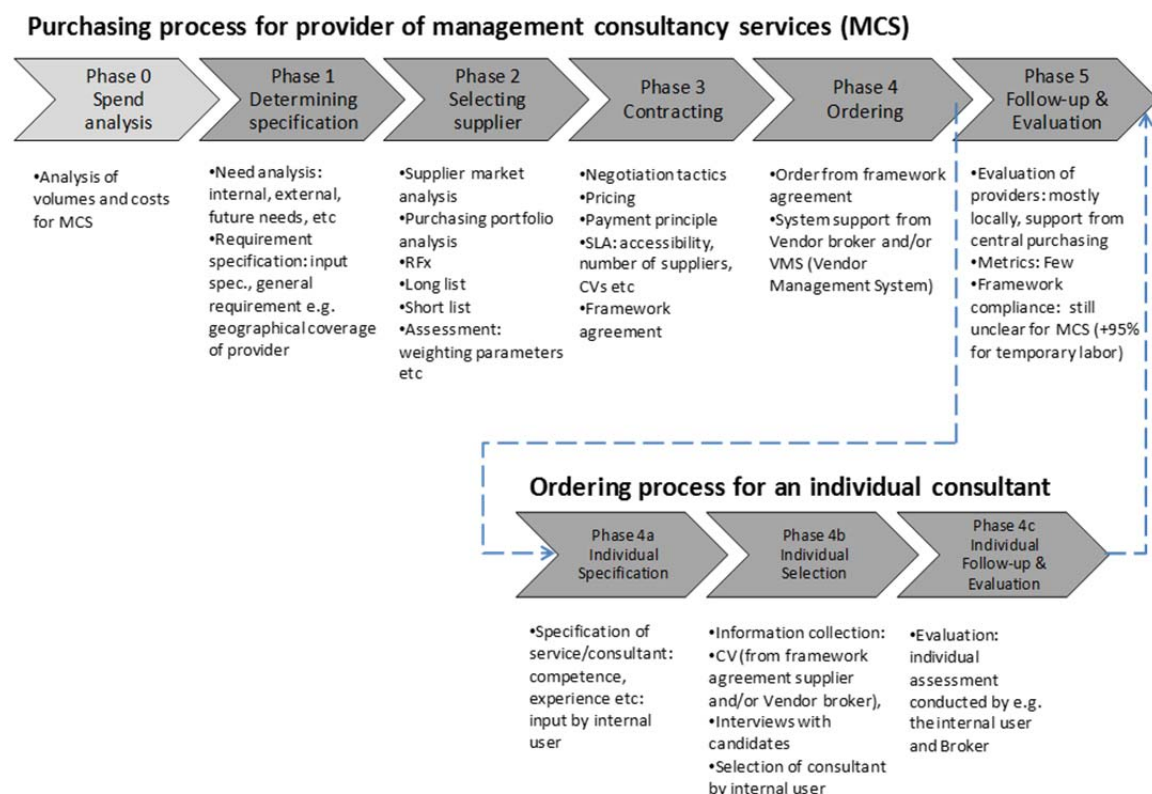 Purchasing process for provider of management consultancy services (MCS)
Phase 0
Spend
analysis
Phase 1
Determining
specification
Phase 2
Selecting
supplier
Phase 3
Contracting
Phase 4
Ordering
Phase 5
Follow-up &
Evaluation
•Analysis of
volumes and costs
for MCS
•Need analysis:
internal, external,
future needs, etc
•Requirement
specification: input
spec., general
requirement e.g.
geographical coverage
of provider
•Supplier market
analysis
•Purchasing portfolio
analysis
•RFx
•Long list
•Short list
•Assessment:
weighting parameters
etc
•Negotiation tactics
•Pricing
•Payment principle
•SLA: accessibility,
number of suppliers,
CVs etc
•Framework
agreement
•Order from framework
agreement
•System support from
Vendor broker and/or
VMS (Vendor
Management System)
•Evaluation of
providers: mostly
locally, support from
central purchasing
•Metrics: Few
•Framework
compliance: still
unclear for MCS (+95%
for temporary labor)
Ordering process for an individual consultant
Phase 4a
Individual
Specification
Phase 4b
Individual
Selection
Phase 4c
Individual
Follow-up &
Evaluation
•Specification of
service/consultant:
competence,
experience etc:
input by internal
user
•Information collection:
•CV (from framework
agreement supplier
and/or Vendor broker),
•Interviews with
candidates
•Selection of consultant
by internal user
•Evaluation:
individual
assessment
conducted by e.g.
the internal user
and Broker